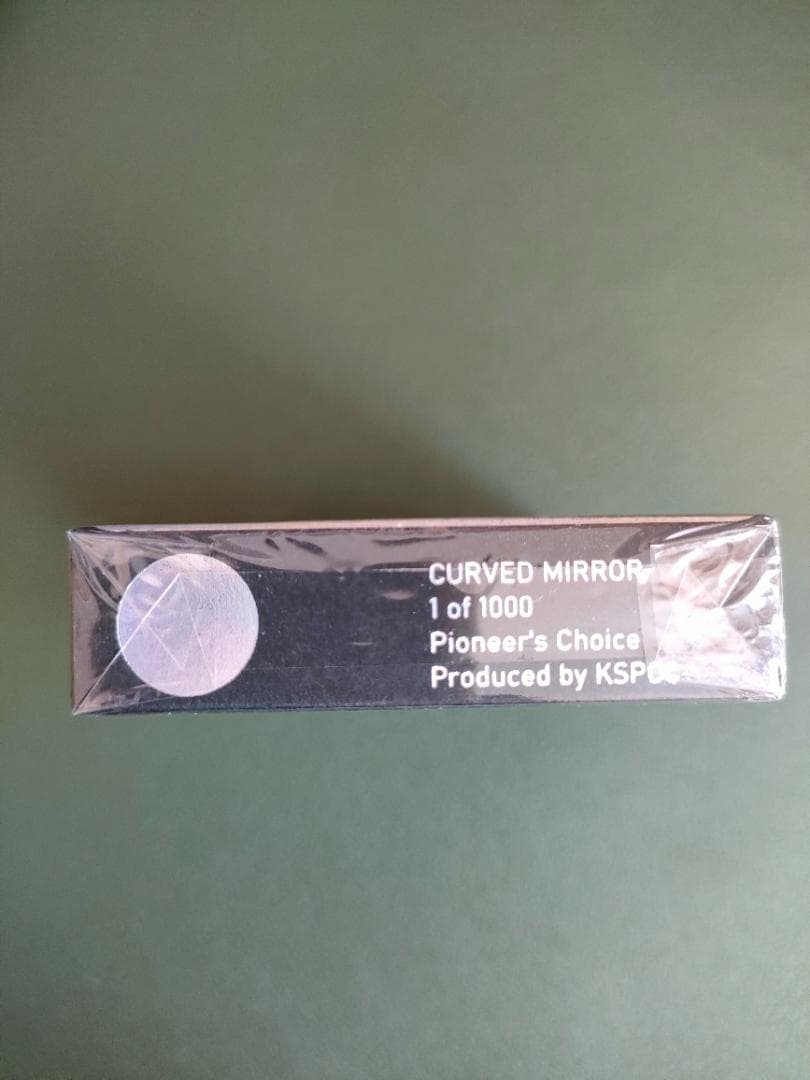 CURVED MIRROR
1 of 1000
Pioneer's Choice
Produced by